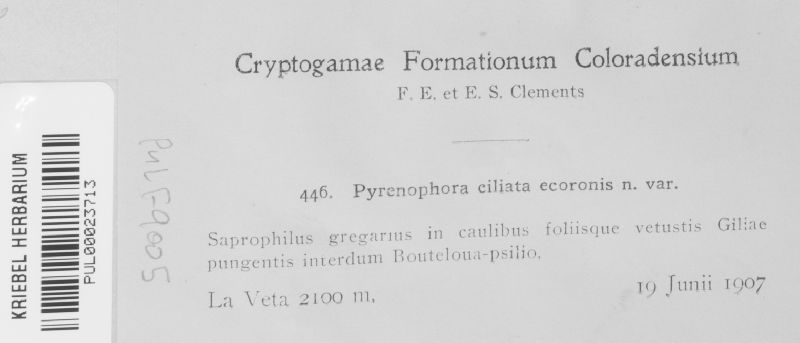 Cryptogamae Formationum Coloradensium
F. E. et E. S. Clements
446. Pyrenophora ciliata ecoronis n. var.
Saprophilus gregarius in caulibus foliisque vetustis Giliae
pungentis interdum Bouteloua-psilio.
La Veta 2100 m,
19 Junii 1907
KRIEBEL HERBARIUM
PUL00023713
PULF9005